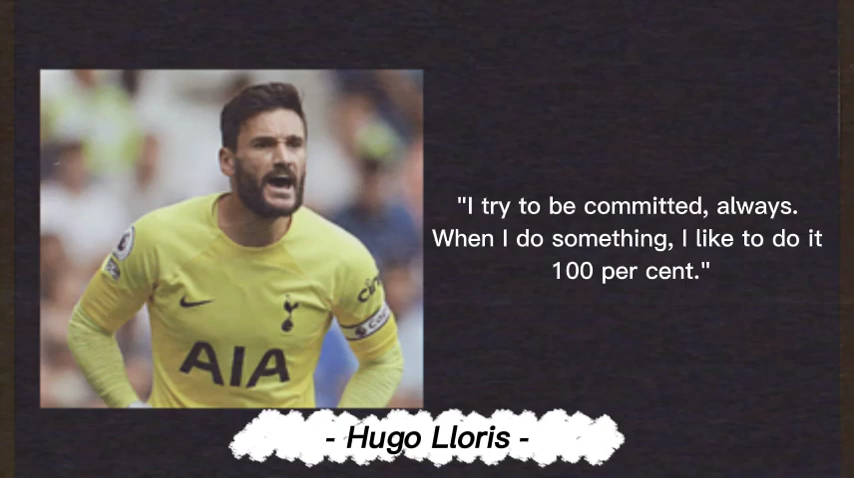 "I try to be committed, always.
When I do something, I like to do it
100 per cent."
AIA
- Hugo Lloris -